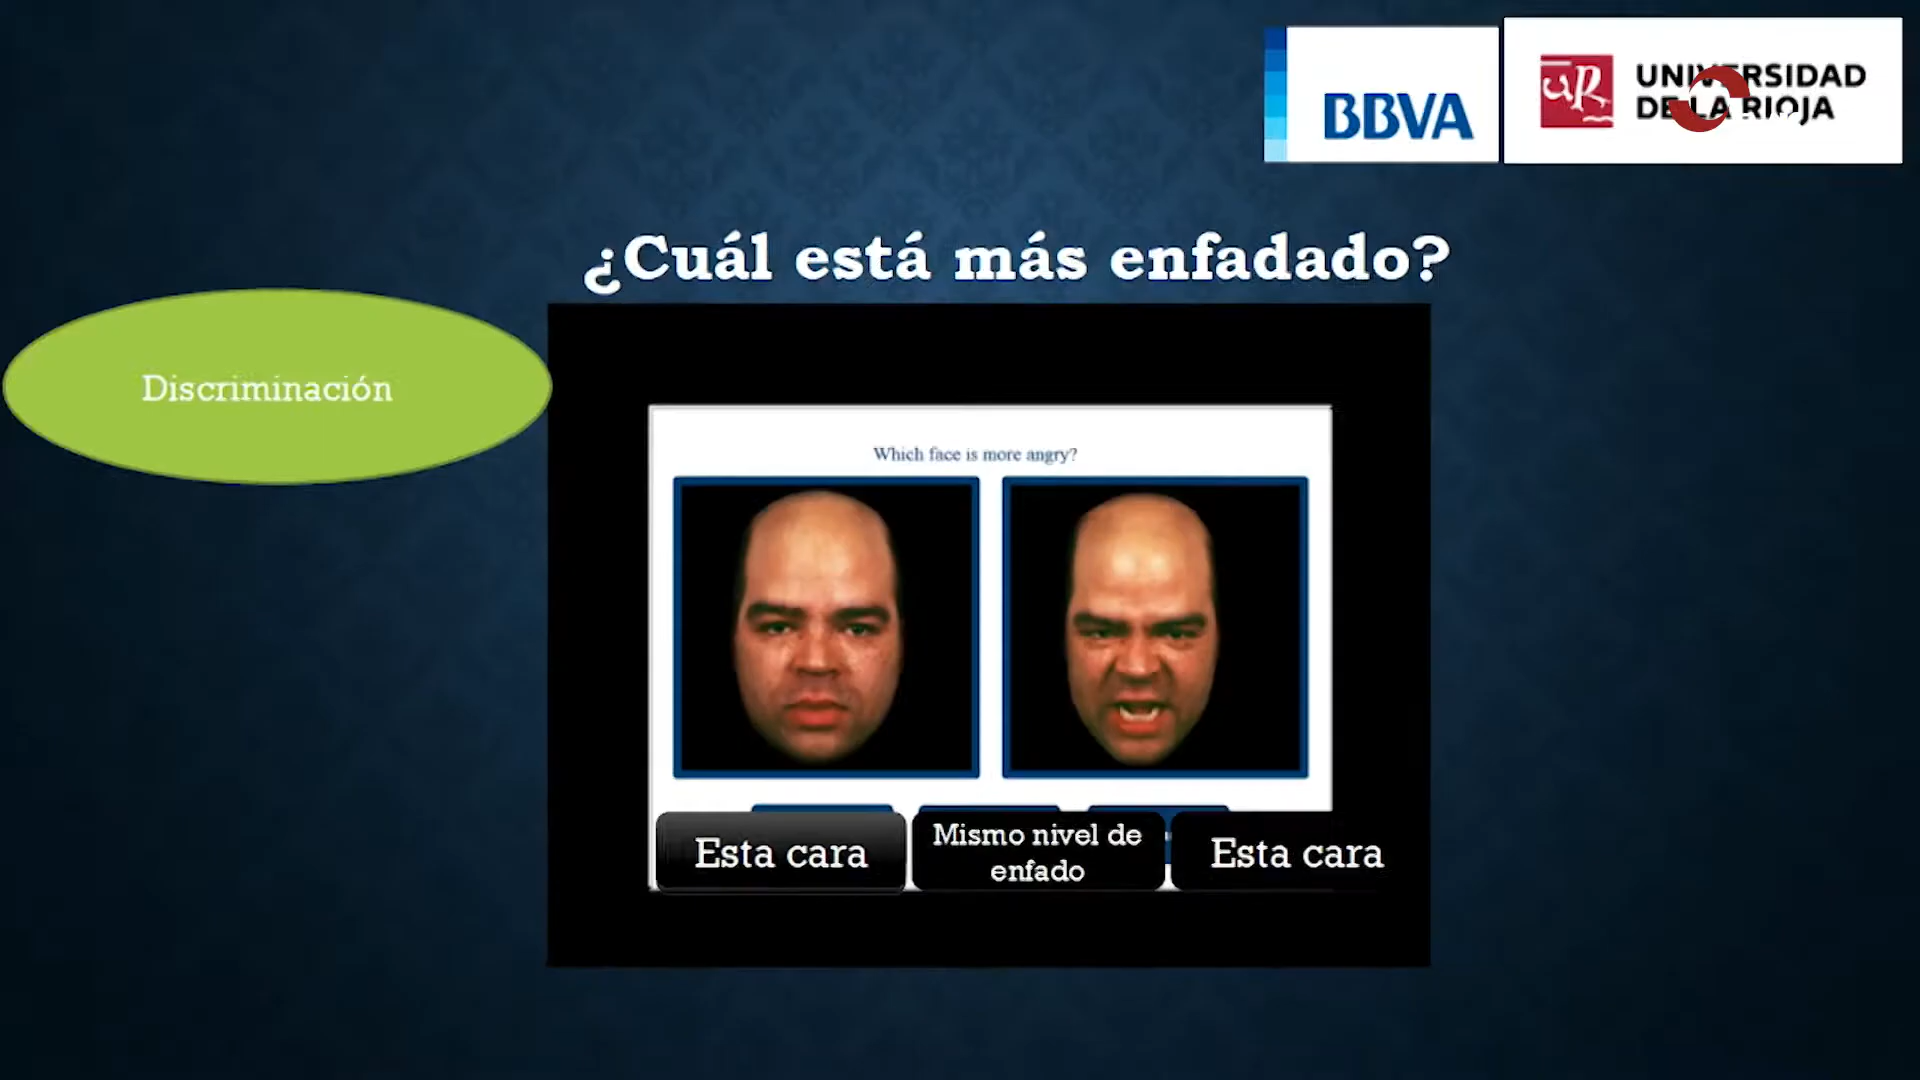 BBVA
uR
UNIVERSIDAD
DE LA RIOJA
¿Cuál está más enfadado?
Discriminación
Which face is more angry?
Esta cara
Mismo nivel de
enfado
Esta cara